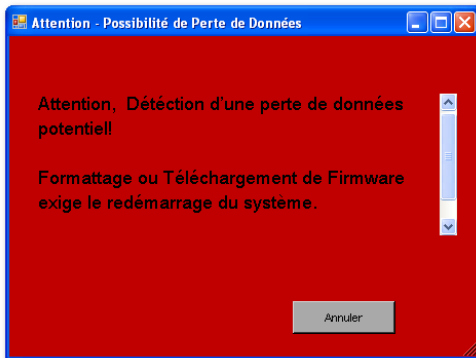 Attention - Possibilité de Perte de Données
Attention, Détéction d'une perte de données
potentiel!
Formattage ou Téléchargement de Firmware
exige le redémarrage du système.
Annuler